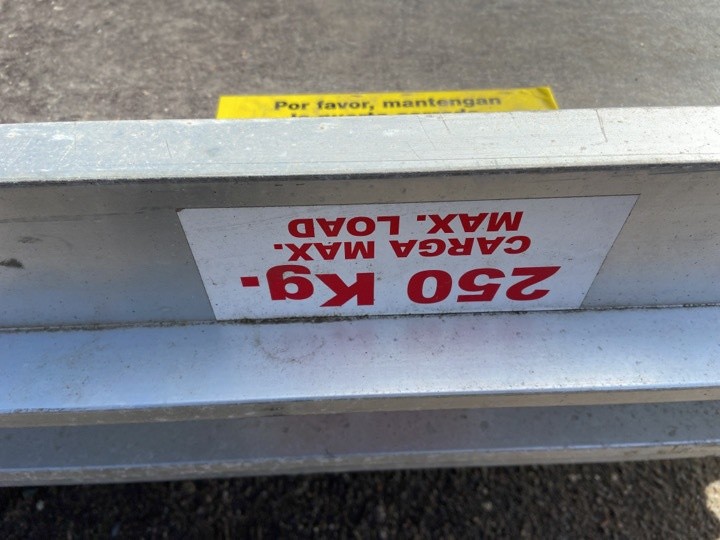 Por favor, mantengan
250 Kg.
CARGA MAX.
MAX. LOAD